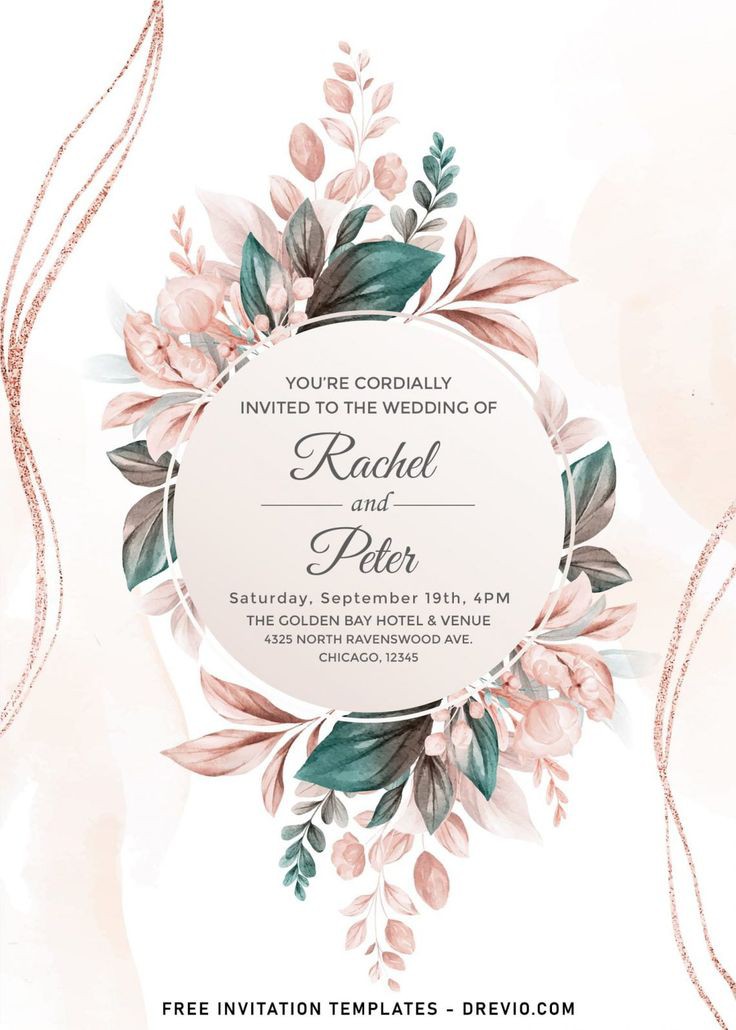 YOU'RE CORDIALLY
INVITED TO THE WEDDING OF
Rachel
and
Peter
Saturday, September 19th, 4PM
THE GOLDEN BAY HOTEL & VENUE
4325 NORTH RAVENSWOOD AVE.
CHICAGO, 12345
FREE INVITATION TEMPLATES - DREVIO.COM